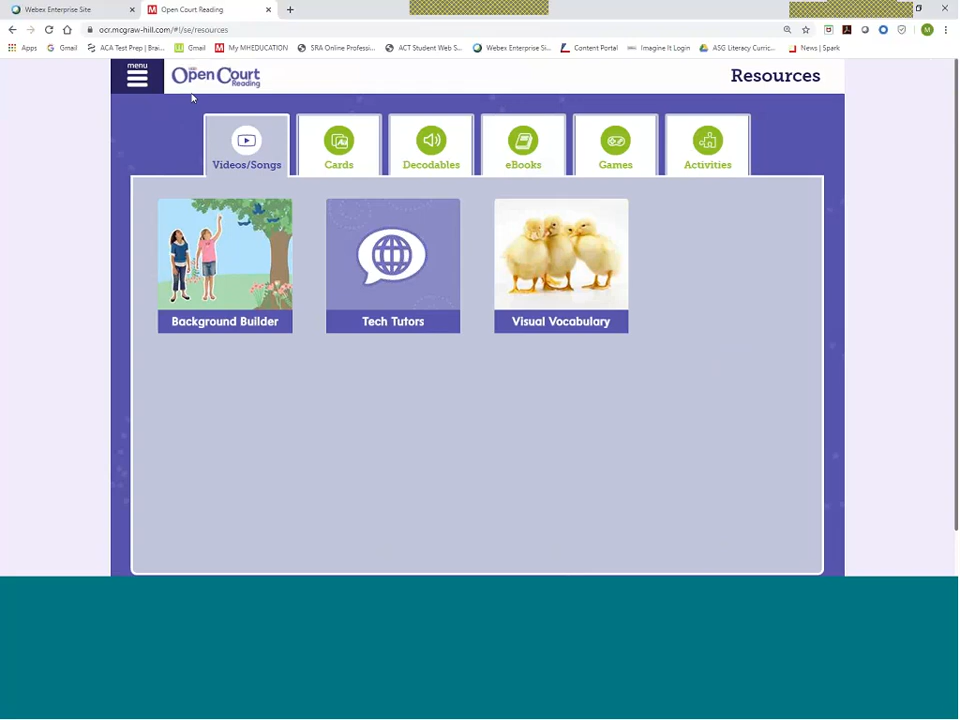 Webex Enterprise Site
Open Court Reading
ocr.mcgraw-hill.com/#!/se/resources
Apps Gmail ACA Test Prep | Brai... Gmail My MHEDUCATION SRA Online Professi... ACT Student Web S... Webex Enterprise Si... Content Portal Imagine It Login ASG Literacy Curric... News | Spark
menu
Open Court
Reading
Resources
Videos/Songs Cards Decodables eBooks Games Activities
Background Builder Tech Tutors Visual Vocabulary